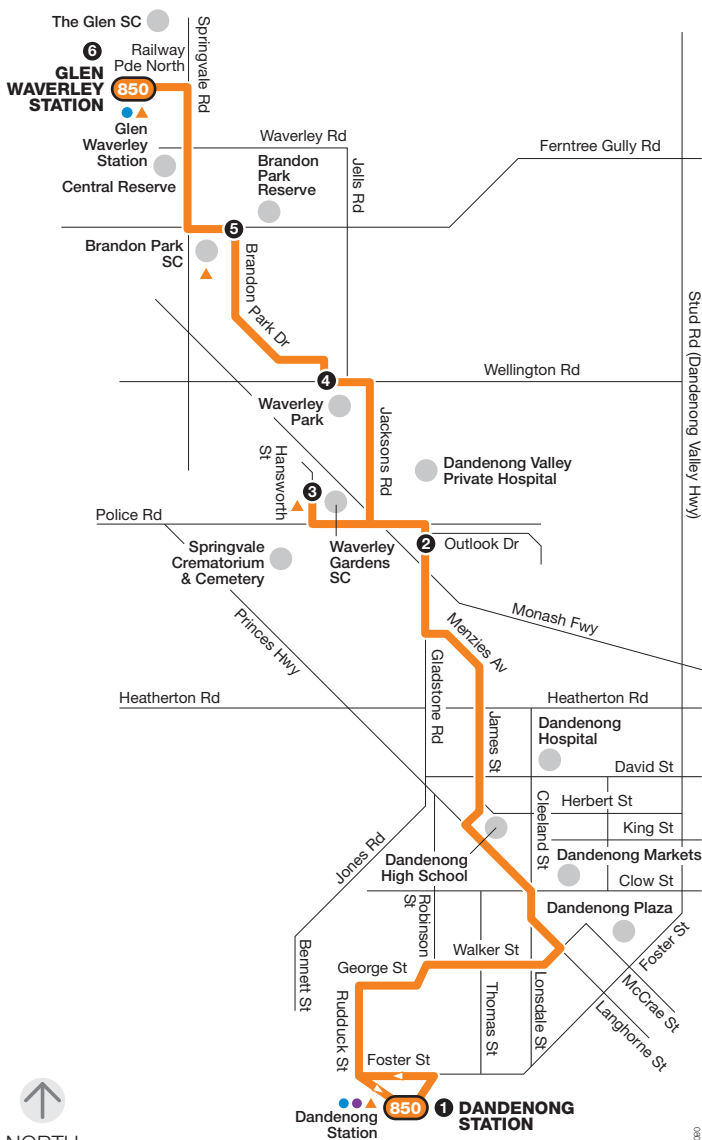 The Glen SC
6
Railway
Pde North
GLEN
WAVERLEY
STATION
850
Springvale Rd
Glen
Waverley
Station
Central Reserve
Waverley Rd
Brandon
Park
Reserve
Jells Rd
Ferntree Gully Rd
5
Brandon Park
SC
Brandon Park Dr
Stud Rd (Dandenong Valley Hwy)
4
Wellington Rd
Waverley
Park
Jacksons Rd
Hansworth
St
3
Dandenong Valley
Private Hospital
Police Rd
2
Outlook Dr
Springvale
Crematorium
& Cemetery
Waverley
Gardens
SC
Princes Hwy
Monash Fwy
Menzies Av
Gladstone Rd
Heatherton Rd
Heatherton Rd
James St
Dandenong
Hospital
David St
Cleeland St
Herbert St
King St
Jones Rd
Dandenong
High School
Dandenong Markets
Clow St
Robinson
St
Dandenong Plaza
Bennett St
Walker St
George St
Foster St
McCrae St
Langhorne St
Rudduck St
Thomas St
Lonsdale St
Foster St
Dandenong
Station
850
1
DANDENONG
STATION
NORTH